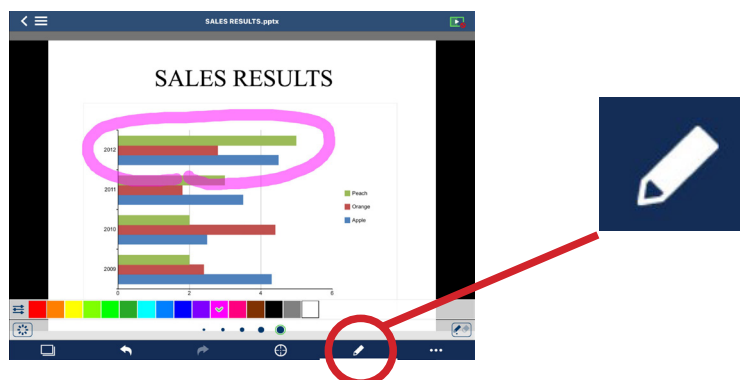 SALES RESULTS.pptx
SALES RESULTS
2012
2011
2010
2009
0 2 4 6
Peach
Orange
Apple